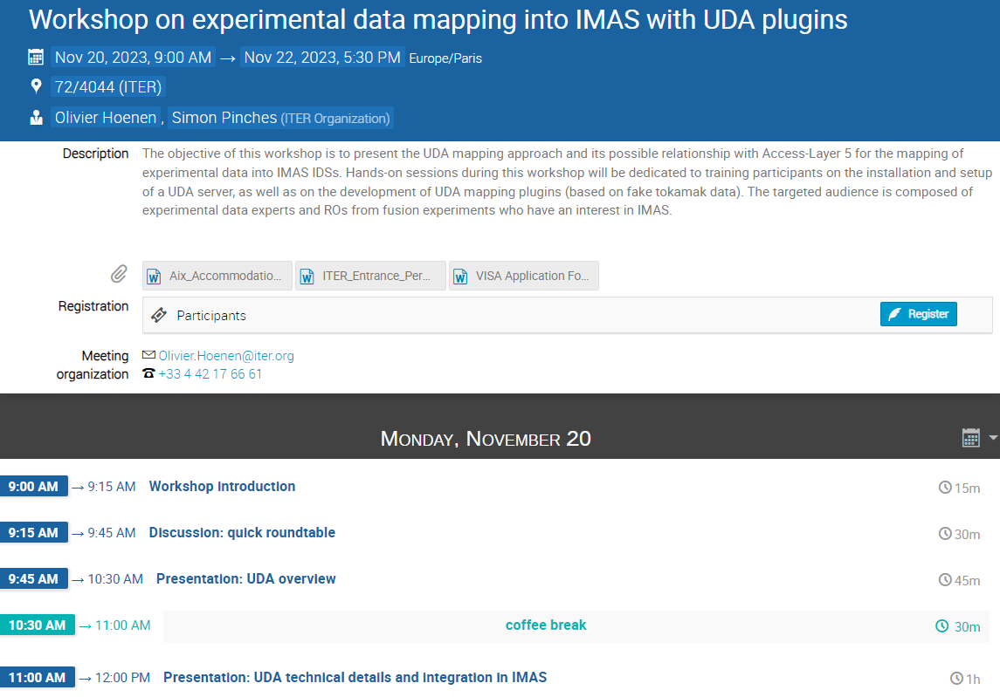 Workshop on experimental data mapping into IMAS with UDA plugins
Nov 20, 2023, 9:00 AM → Nov 22, 2023, 5:30 PM Europe/Paris
72/4044 (ITER)
Olivier Hoenen , Simon Pinches (ITER Organization)
Description The objective of this workshop is to present the UDA mapping approach and its possible relationship with Access-Layer 5 for the mapping of
experimental data into IMAS IDSs. Hands-on sessions during this workshop will be dedicated to training participants on the installation and setup
of a UDA server, as well as on the development of UDA mapping plugins (based on fake tokamak data). The targeted audience is composed of
experimental data experts and ROs from fusion experiments who have an interest in IMAS.
Aix_Accommodatio... ITER_Entrance_Per... VISA Application Fo...
Registration Participants Register
Meeting Olivier.Hoenen@iter.org
organization +33 4 42 17 66 61
Monday, November 20
9:00 AM → 9:15 AM Workshop introduction 15m
9:15 AM → 9:45 AM Discussion: quick roundtable 30m
9:45 AM → 10:30 AM Presentation: UDA overview 45m
10:30 AM → 11:00 AM coffee break 30m
11:00 AM → 12:00 PM Presentation: UDA technical details and integration in IMAS 1h